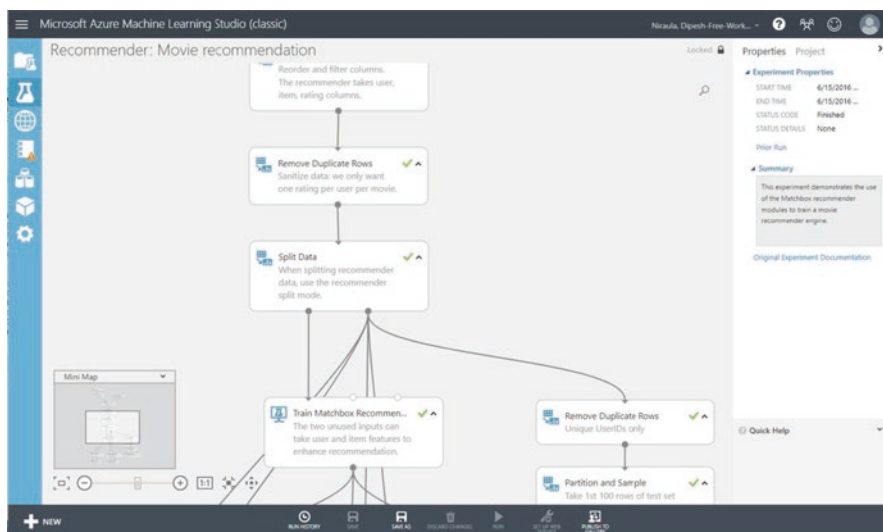 Microsoft Azure Machine Learning Studio (classic)
Niraula, Dipesh-Free-Work...
Recommender: Movie recommendation
Locked
Reorder and filter columns.
The recommender takes user,
item, rating columns.
Remove Duplicate Rows
Sanitize data: we only want
one rating per user per movie.
Split Data
When splitting recommender
data, use the recommender
split mode.
Mini Map
Train Matchbox Recommen...
The two unused inputs can
take user and item features to
enhance recommendation.
Remove Duplicate Rows
Unique UserIDs only
Partition and Sample
Take 1st 100 rows of test set
1:1
Properties Project
Experiment Properties
START TIME 6/15/2016 ...
END TIME 6/15/2016 ...
STATUS CODE Finished
STATUS DETAILS None
Prior Run
Summary
This experiment demonstrates the use
of the Matchbox recommender
modules to train a movie
recommender engine.
Original Experiment Documentation
Quick Help
NEW
RUN HISTORY
SAVE
SAVE AS
DISCARD CHANGES
RUN
SET UP WEB
PUBLISH TO